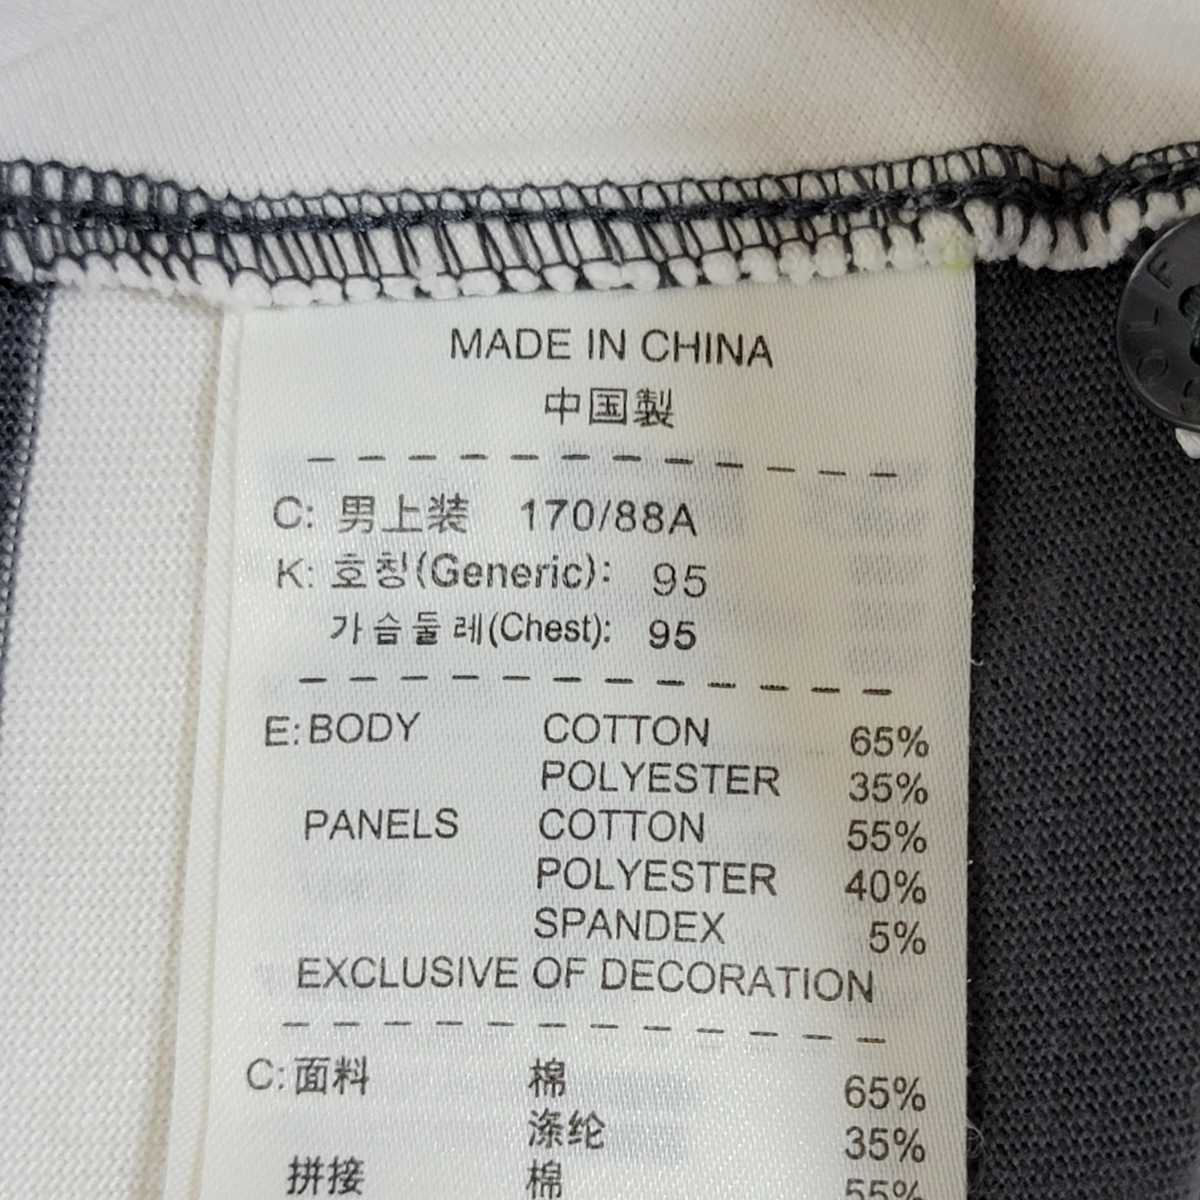 MADE IN CHINA
中国製
C: 男上装 170/88A
K: 호칭(Generic): 95
가슴둘레(Chest): 95
E: BODY COTTON 65%
POLYESTER 35%
PANELS COTTON 55%
POLYESTER 40%
SPANDEX 5%
EXCLUSIVE OF DECORATION
C: 面料 棉 65%
涤纶 35%
拼接 棉 55%